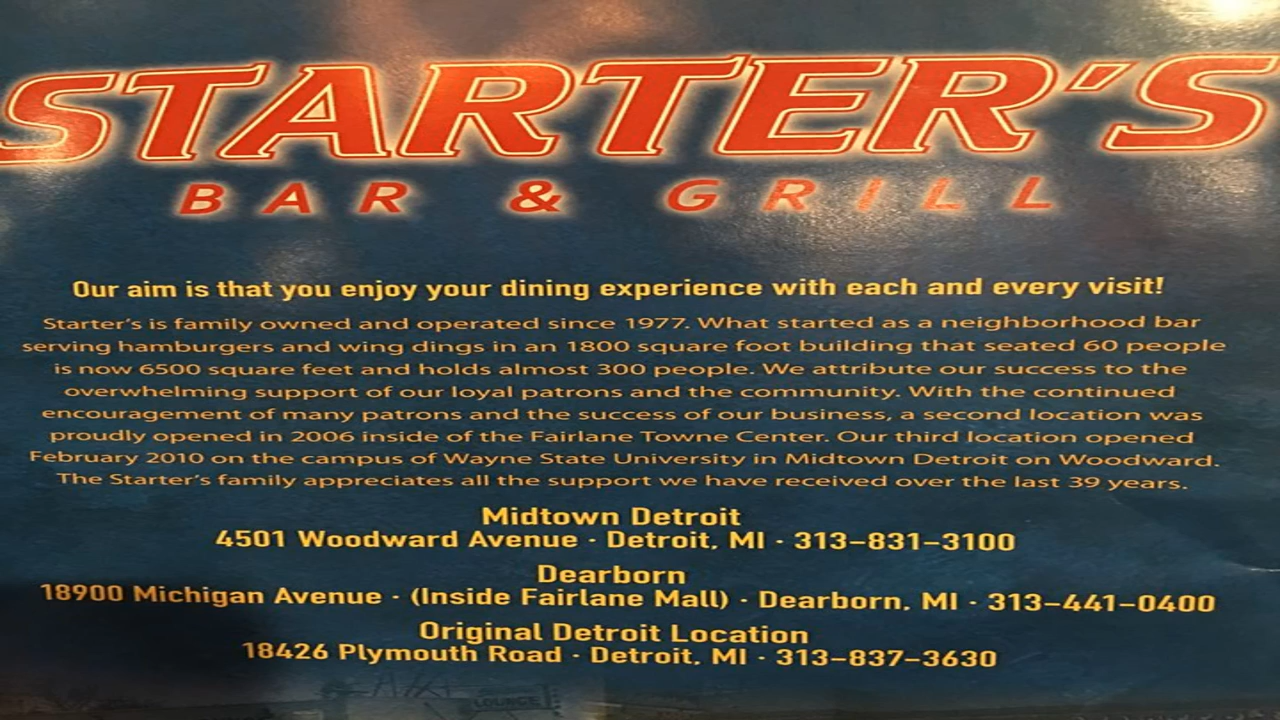 STARTER'S
BAR & GRILL
Our aim is that you enjoy your dining experience with each and every visit!
Starter's is family owned and operated since 1977. What started as a neighborhood bar
serving hamburgers and wing dings in an 1800 square foot building that seated 60 people
is now 6500 square feet and holds almost 300 people. We attribute our success to the
overwhelming support of our loyal patrons and the community. With the continued
encouragement of many patrons and the success of our business, a second location was
proudly opened in 2006 inside of the Fairlane Towne Center. Our third location opened
February 2010 on the campus of Wayne State University in Midtown Detroit on Woodward.
The Starter's family appreciates all the support we have received over the last 39 years.
Midtown Detroit
4501 Woodward Avenue · Detroit, MI · 313-831-3100
Dearborn
18900 Michigan Avenue · (Inside Fairlane Mall) · Dearborn, MI · 313-441-0400
Original Detroit Location
18426 Plymouth Road · Detroit, MI · 313-837-3630
LOUNGE